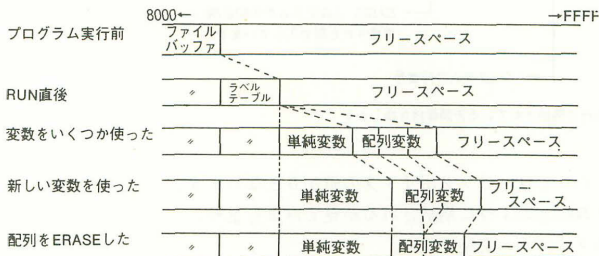 8000← →FFFF
プログラム実行前 ファイルバッファ フリースペース
RUN直後 〃 ラベルテーブル フリースペース
変数をいくつか使った 〃 〃 単純変数 配列変数 フリースペース
新しい変数を使った 〃 〃 単純変数 配列変数 フリースペース
配列をERASEした 〃 〃 単純変数 配列変数 フリースペース